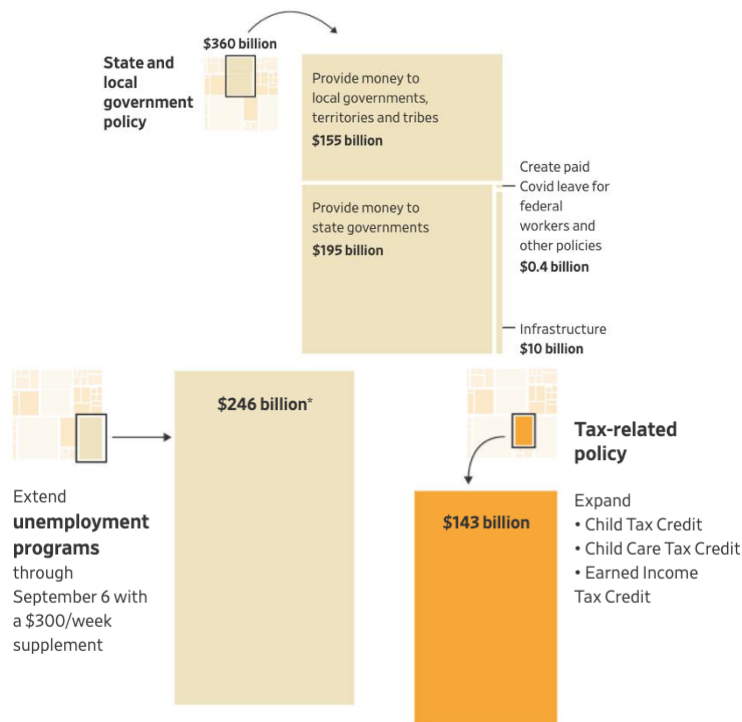 $360 billion
State and
local
government
policy
Provide money to
local governments,
territories and tribes
$155 billion
Provide money to
state governments
$195 billion
Create paid
Covid leave for
federal
workers and
other policies
$0.4 billion
Infrastructure
$10 billion
$246 billion*
Extend
unemployment
programs
through
September 6 with
a $300/week
supplement
Tax-related
policy
$143 billion
Expand
• Child Tax Credit
• Child Care Tax Credit
• Earned Income
Tax Credit